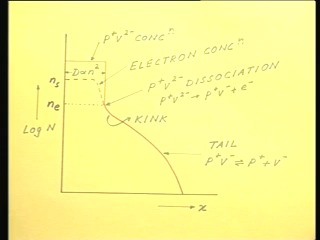 P⁺V²⁻ CONCⁿ
D∝n²
ELECTRON CONCⁿ
nₛ
P⁺V²⁻ DISSOCIATION
P⁺V²⁻ → P⁺V⁻ + e⁻
nₑ
KINK
Log N
TAIL
P⁺V⁻ ⇌ P⁺ + V⁻
x